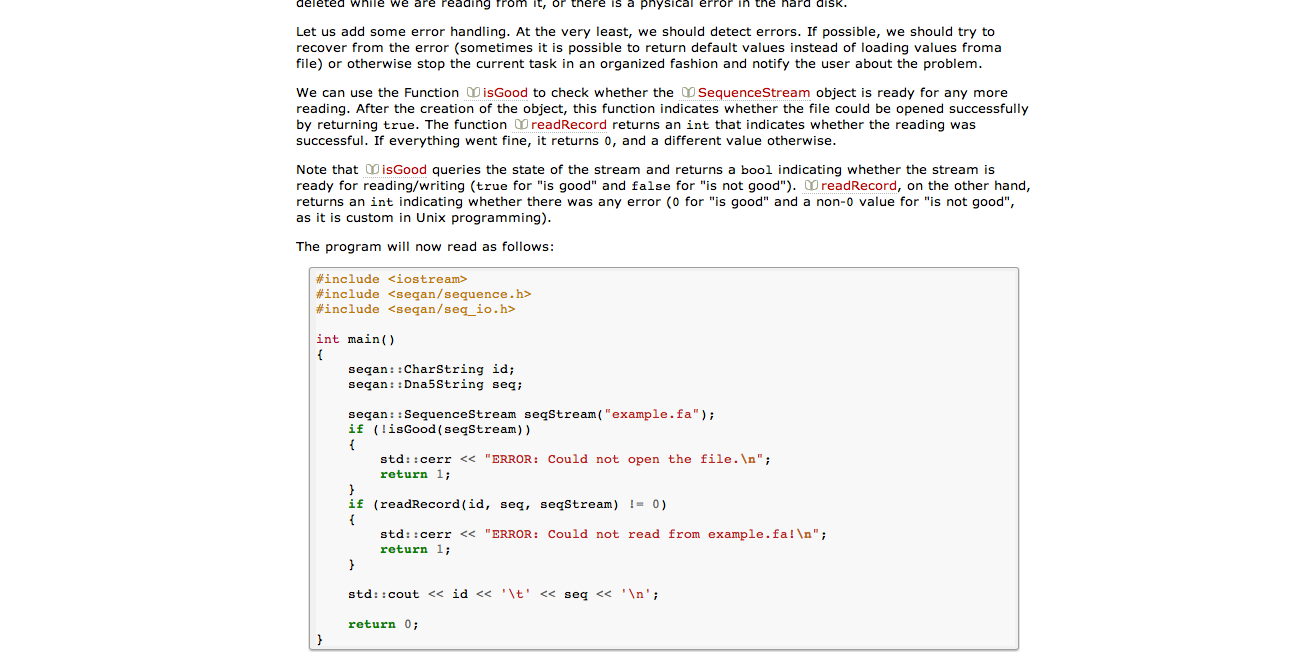 deleted while we are reading from it, or there is a physical error in the hard disk.
Let us add some error handling. At the very least, we should detect errors. If possible, we should try to
recover from the error (sometimes it is possible to return default values instead of loading values froma
file) or otherwise stop the current task in an organized fashion and notify the user about the problem.
We can use the Function isGood to check whether the SequenceStream object is ready for any more
reading. After the creation of the object, this function indicates whether the file could be opened successfully
by returning true. The function readRecord returns an int that indicates whether the reading was
successful. If everything went fine, it returns 0, and a different value otherwise.
Note that isGood queries the state of the stream and returns a bool indicating whether the stream is
ready for reading/writing (true for "is good" and false for "is not good"). readRecord, on the other hand,
returns an int indicating whether there was any error (0 for "is good" and a non-0 value for "is not good",
as it is custom in Unix programming).
The program will now read as follows:
#include <iostream>
#include <seqan/sequence.h>
#include <seqan/seq_io.h>
int main()
{
    seqan::CharString id;
    seqan::Dna5String seq;
    seqan::SequenceStream seqStream("example.fa");
    if (!isGood(seqStream))
    {
        std::cerr << "ERROR: Could not open the file.\n";
        return 1;
    }
    if (readRecord(id, seq, seqStream) != 0)
    {
        std::cerr << "ERROR: Could not read from example.fa!\n";
        return 1;
    }
    std::cout << id << '\t' << seq << '\n';
    return 0;
}